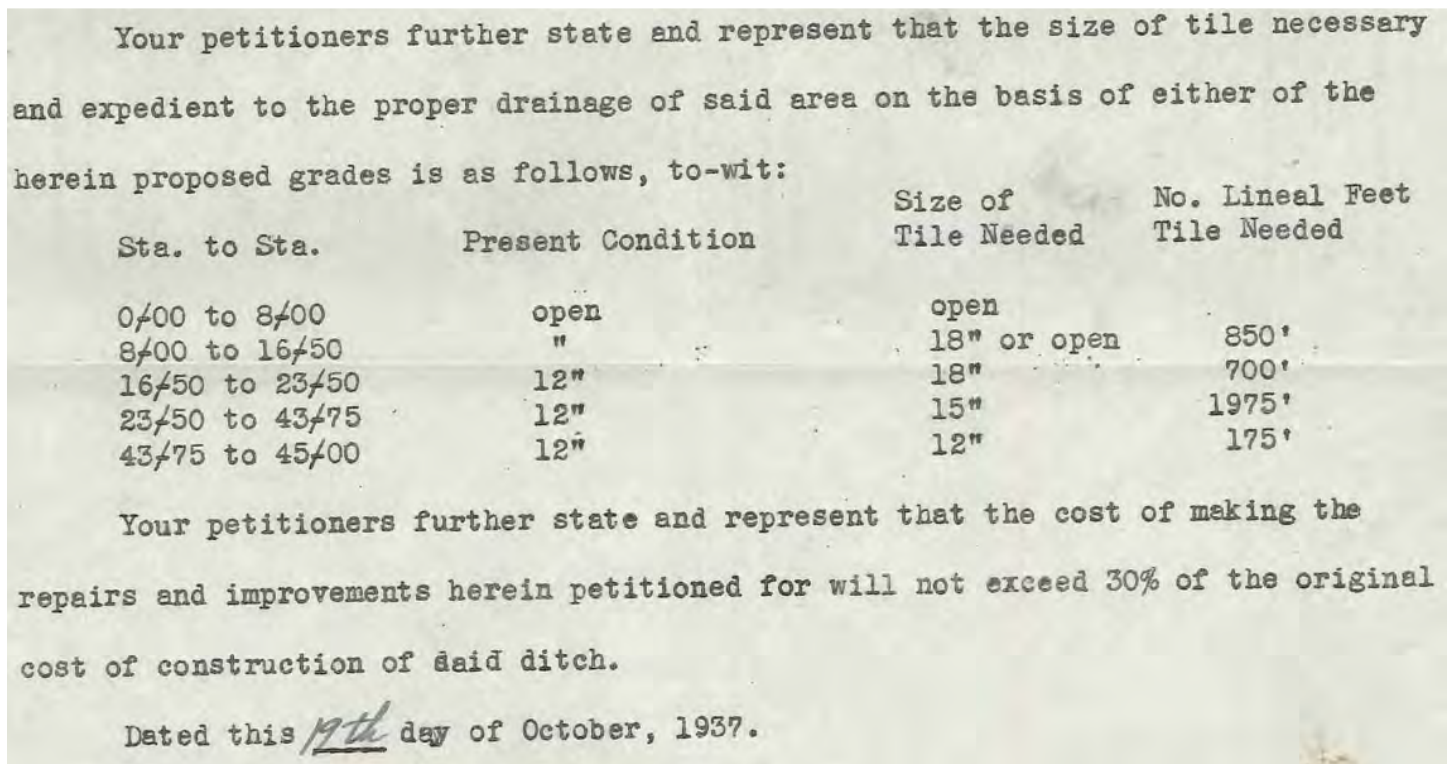 Your petitioners further state and represent that the size of tile necessary
and expedient to the proper drainage of said area on the basis of either of the
herein proposed grades is as follows, to-wit:
Sta. to Sta. Present Condition Size of Tile Needed No. Lineal Feet Tile Needed
0+00 to 8+00 open open
8+00 to 16+50 " 18" or open 850'
16+50 to 23+50 12" 18" 700'
23+50 to 43+75 12" 15" 1975'
43+75 to 45+00 12" 12" 175'
Your petitioners further state and represent that the cost of making the
repairs and improvements herein petitioned for will not exceed 30% of the original
cost of construction of daid ditch.
Dated this 19th day of October, 1937.